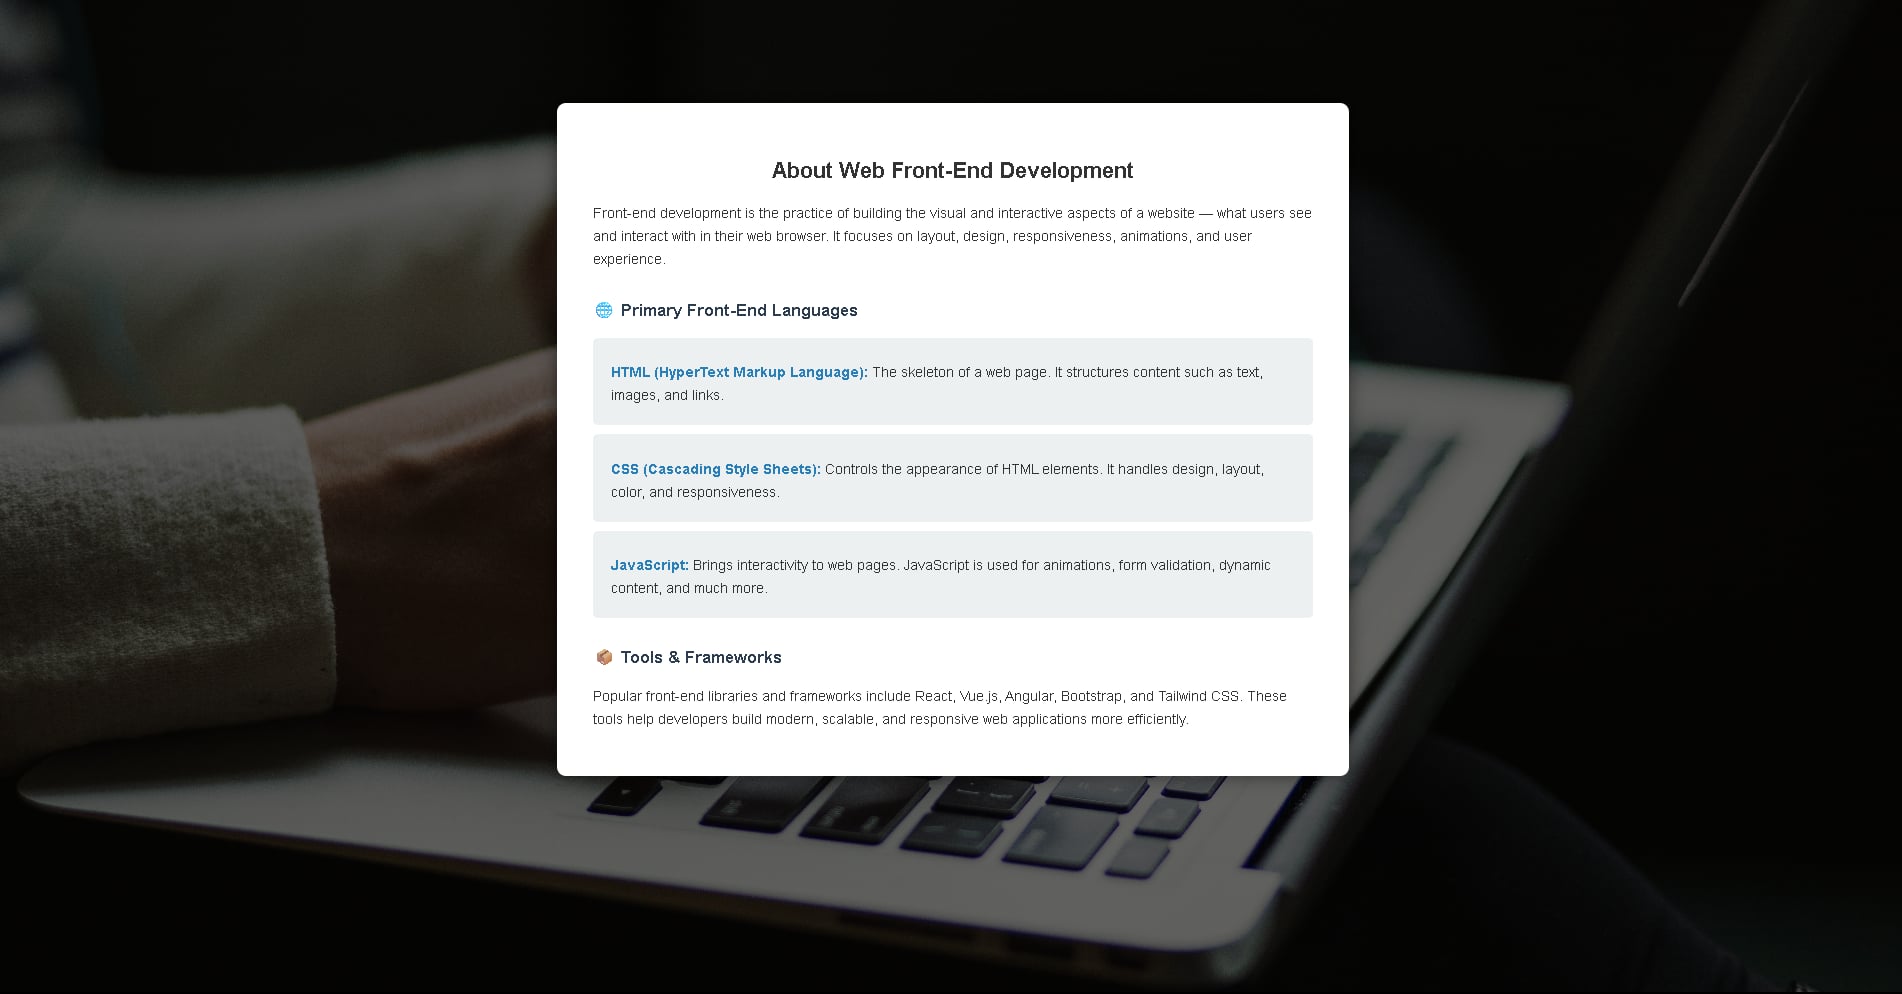 About Web Front-End Development
Front-end development is the practice of building the visual and interactive aspects of a website — what users see
and interact with in their web browser. It focuses on layout, design, responsiveness, animations, and user
experience.
🌐 Primary Front-End Languages
HTML (HyperText Markup Language): The skeleton of a web page. It structures content such as text,
images, and links.
CSS (Cascading Style Sheets): Controls the appearance of HTML elements. It handles design, layout,
color, and responsiveness.
JavaScript: Brings interactivity to web pages. JavaScript is used for animations, form validation, dynamic
content, and much more.
📦 Tools & Frameworks
Popular front-end libraries and frameworks include React, Vue.js, Angular, Bootstrap, and Tailwind CSS. These
tools help developers build modern, scalable, and responsive web applications more efficiently.